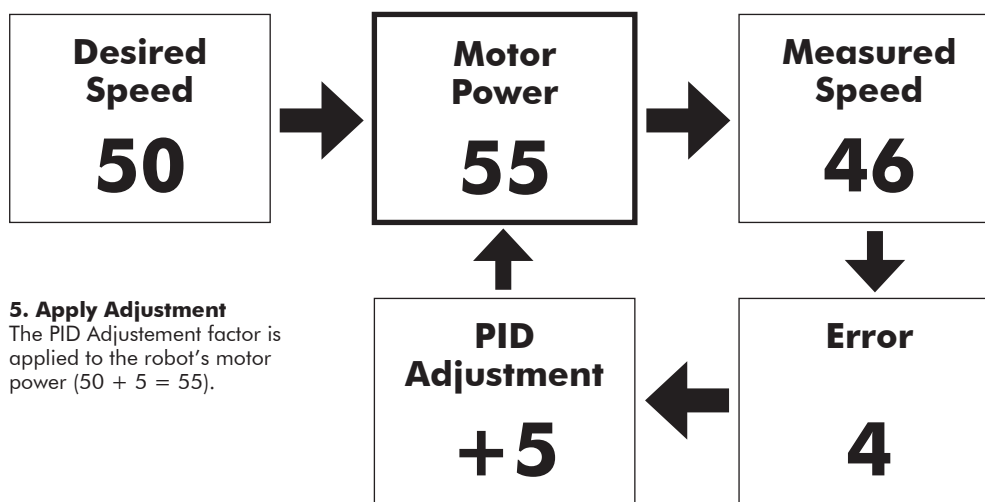 Desired
Speed
50
Motor
Power
55
Measured
Speed
46
5. Apply Adjustment
The PID Adjustement factor is
applied to the robot's motor
power (50 + 5 = 55).
PID
Adjustment
+5
Error
4